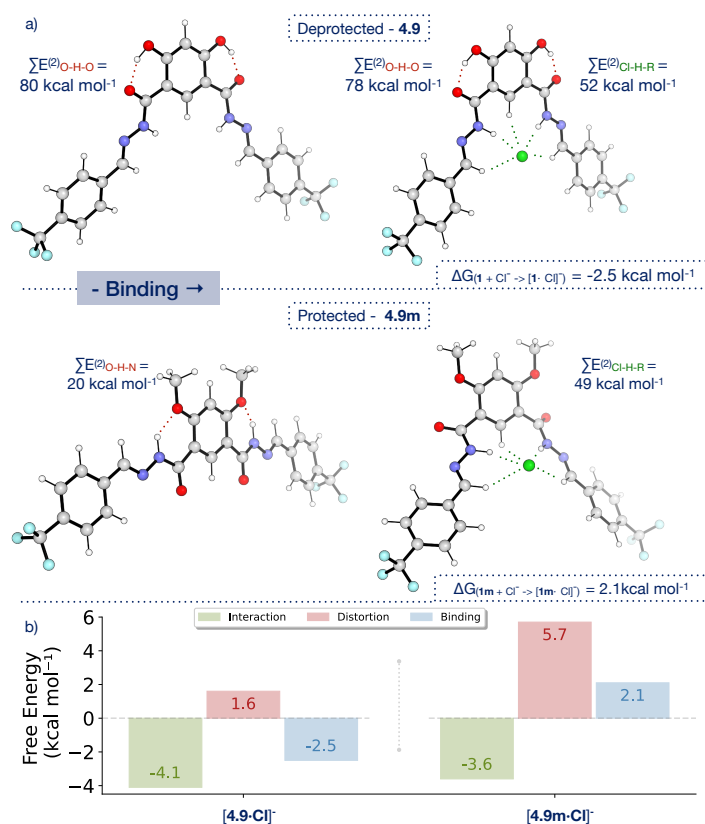 a)
Deprotected - 4.9
∑E⁽²⁾O-H-O =
80 kcal mol⁻¹
∑E⁽²⁾O-H-O =
78 kcal mol⁻¹
∑E⁽²⁾Cl-H-R =
52 kcal mol⁻¹
ΔG(1 + Cl⁻ -> [1· Cl]⁻) = -2.5 kcal mol⁻¹
- Binding →
Protected - 4.9m
∑E⁽²⁾O-H-N =
20 kcal mol⁻¹
∑E⁽²⁾Cl-H-R =
49 kcal mol⁻¹
ΔG(1m + Cl⁻ -> [1m· Cl]⁻) = 2.1kcal mol⁻¹
b)
Interaction Distortion Binding
Free Energy
(kcal mol⁻¹)
6
4
2
0
−2
−4
-4.1
1.6
-2.5
-3.6
5.7
2.1
[4.9·Cl]⁻
[4.9m·Cl]⁻